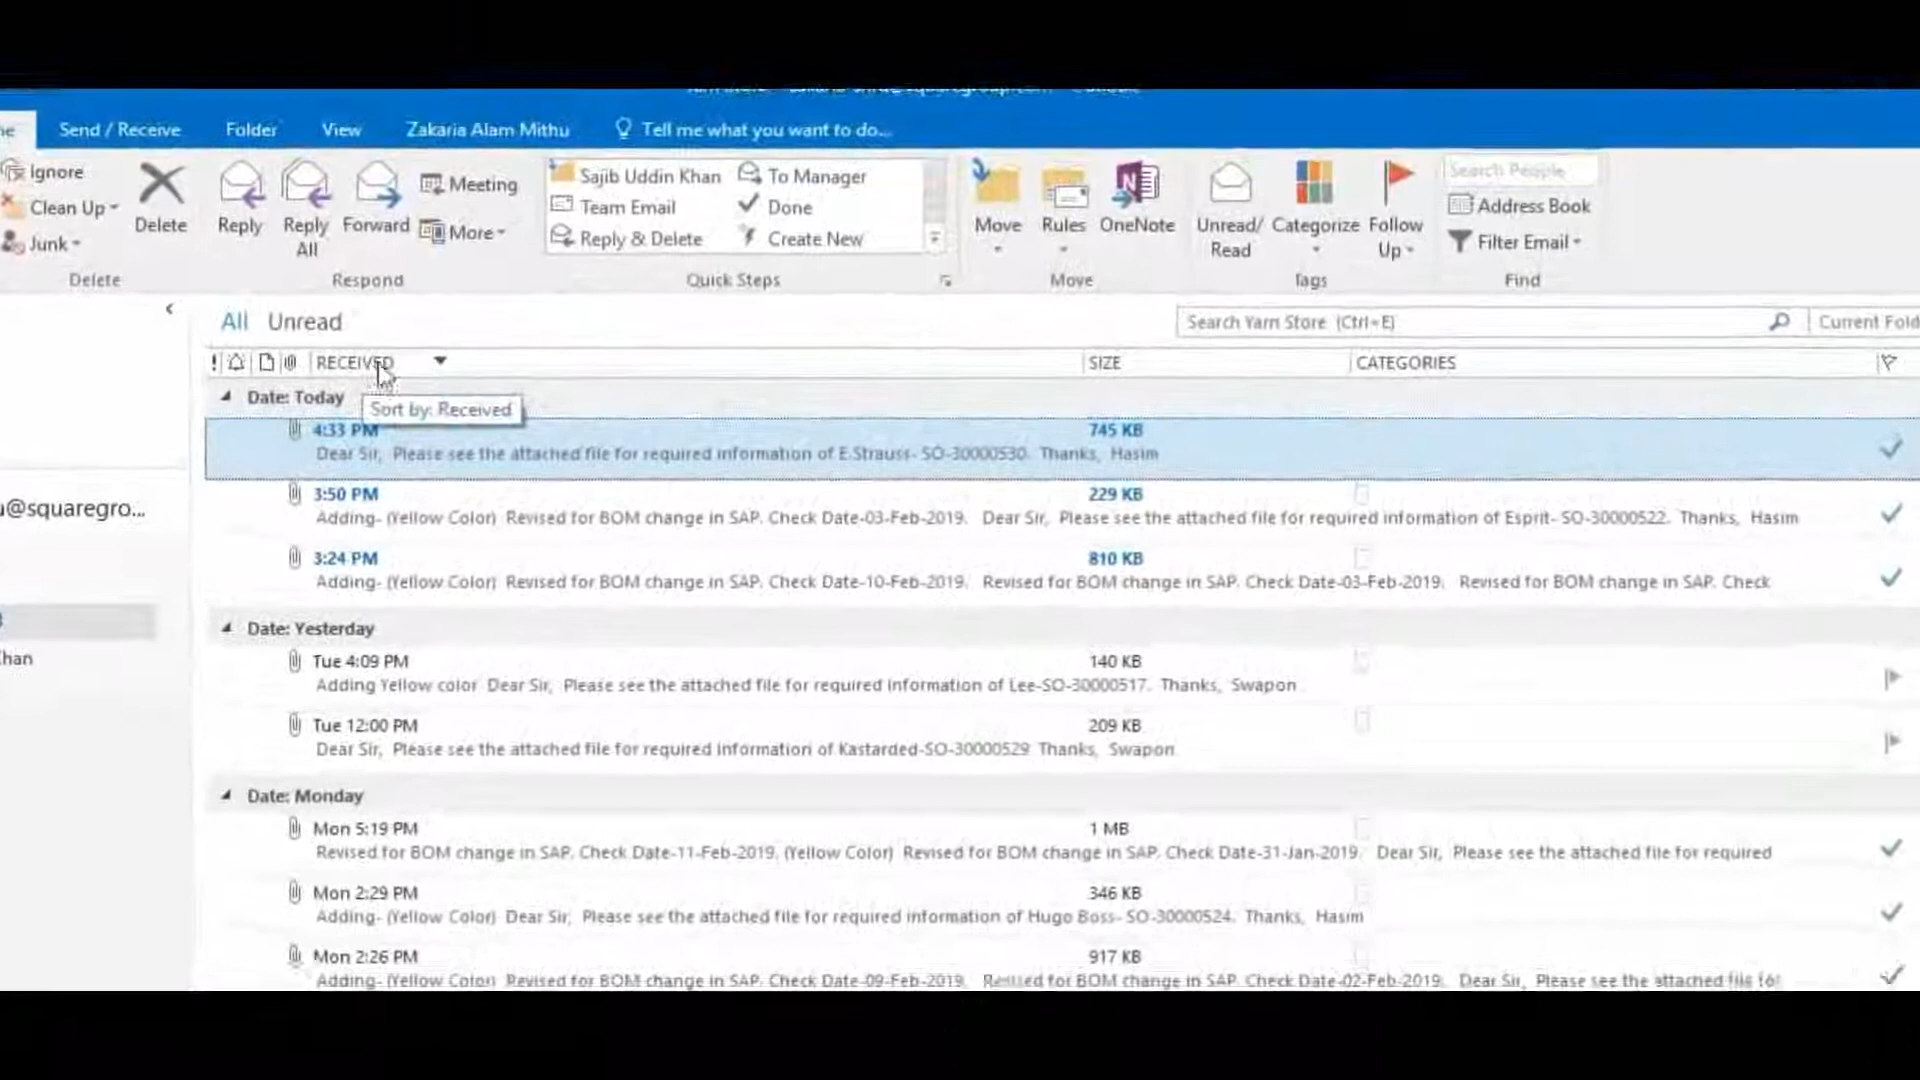 Send / Receive Folder View Zakaria Alam Mithu Tell me what you want to do...
Ignore
Clean Up
Junk
Delete
Reply
Reply All
Forward
Meeting
More
Sajib Uddin Khan To Manager
Team Email Done
Reply & Delete Create New
Move
Rules
OneNote
Unread/ Read
Categorize
Follow Up
Search People
Address Book
Filter Email
Delete Respond Quick Steps Move Tags Find
All Unread Search Yarn Store (Ctrl+E) Current Fold
! RECEIVED SIZE CATEGORIES
Date: Today
Sort by: Received
4:33 PM 745 KB
Dear Sir, Please see the attached file for required information of E.Strauss- SO-30000530. Thanks, Hasim
3:50 PM 229 KB
u@squaregro...
Adding- (Yellow Color) Revised for BOM change in SAP. Check Date-03-Feb-2019. Dear Sir, Please see the attached file for required information of Esprit- SO-30000522. Thanks, Hasim
3:24 PM 810 KB
Adding- (Yellow Color) Revised for BOM change in SAP. Check Date-10-Feb-2019. Revised for BOM change in SAP. Check Date-03-Feb-2019. Revised for BOM change in SAP. Check
Date: Yesterday
Tue 4:09 PM 140 KB
Adding Yellow color Dear Sir, Please see the attached file for required information of Lee-SO-30000517. Thanks, Swapon
Tue 12:00 PM 209 KB
Dear Sir, Please see the attached file for required information of Kastarded-SO-30000529 Thanks, Swapon
Date: Monday
Mon 5:19 PM 1 MB
Revised for BOM change in SAP. Check Date-11-Feb-2019. (Yellow Color) Revised for BOM change in SAP. Check Date-31-Jan-2019. Dear Sir, Please see the attached file for required
Mon 2:29 PM 346 KB
Adding- (Yellow Color) Dear Sir, Please see the attached file for required information of Hugo Boss- SO-30000524. Thanks, Hasim
Mon 2:26 PM 917 KB
Adding- (Yellow Color) Revised for BOM change in SAP. Check Date-09-Feb-2019. Revised for BOM change in SAP. Check Date-02-Feb-2019. Dear Sir, Please see the attached file for